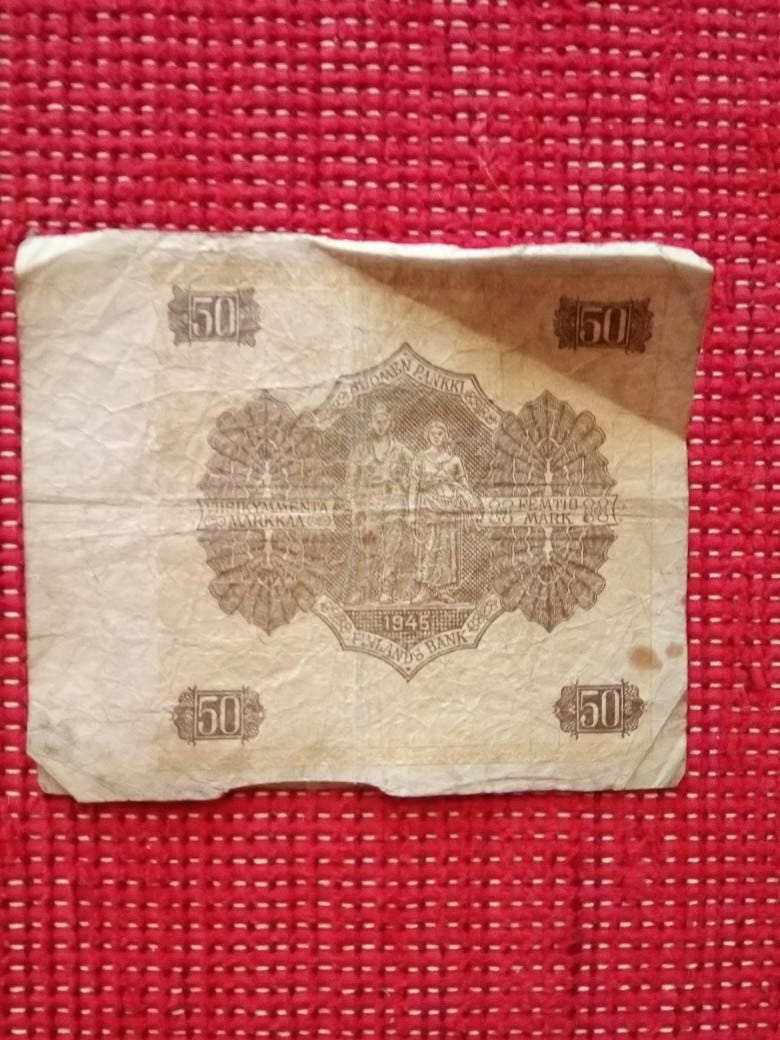 50 50
SUOMEN PANKKI
VIISIKYMMENTÄ
MARKKAA
FEMTIO
MARK
1945
FINLANDS BANK
50 50